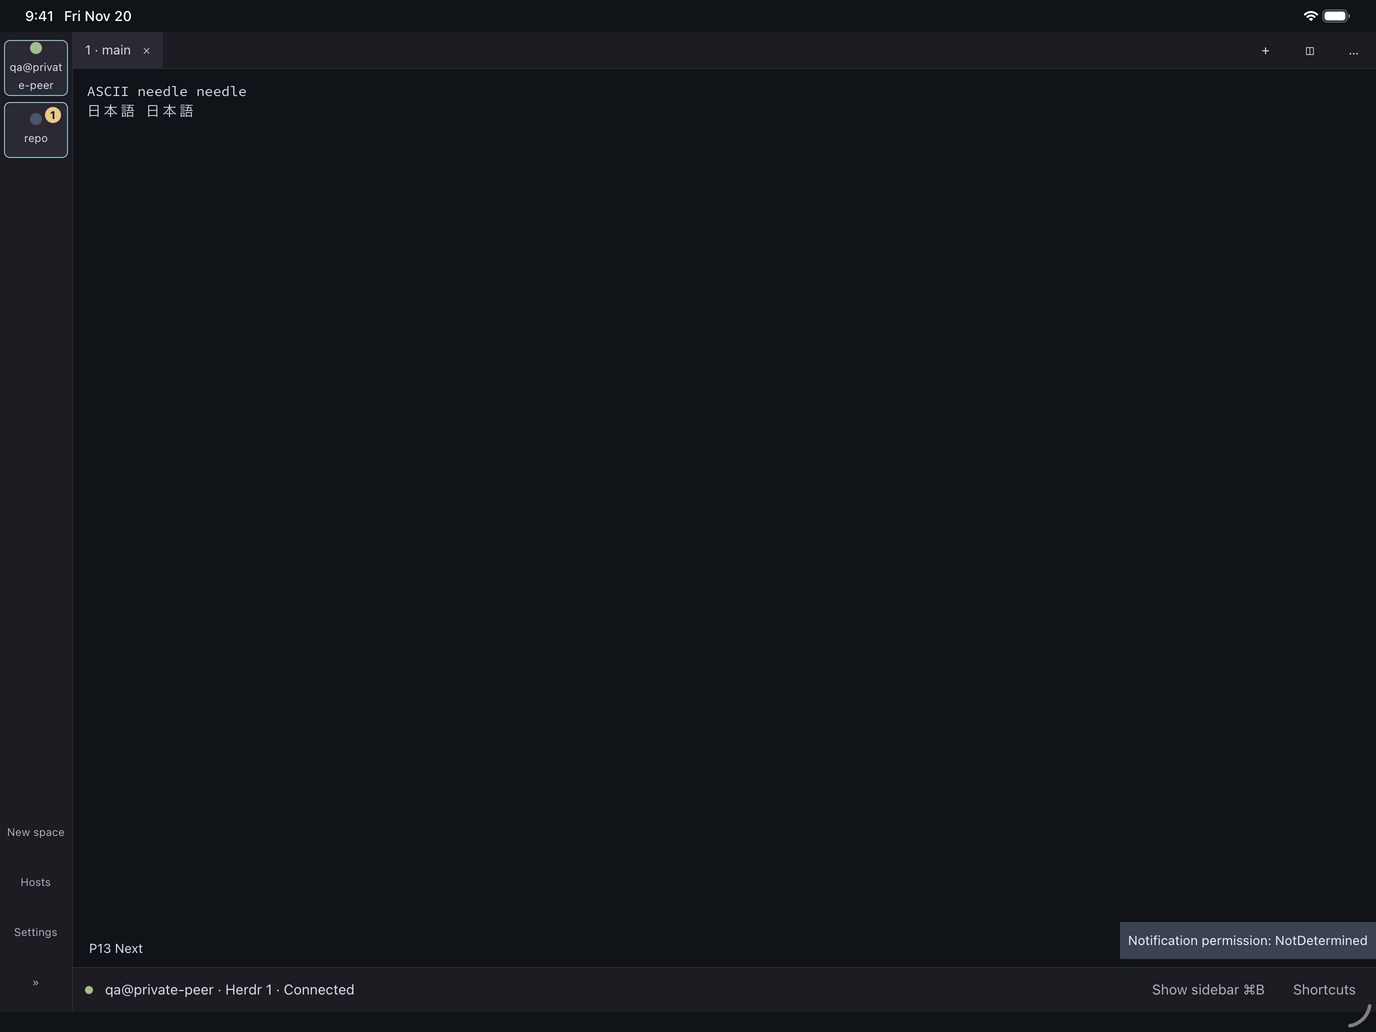 9:41 Fri Nov 20
qa@privat
e-peer
1
repo
1 · main ×
+ ...
ASCII needle needle
日本語 日本語
New space
Hosts
Settings
»
P13 Next
Notification permission: NotDetermined
qa@private-peer · Herdr 1 · Connected
Show sidebar ⌘B Shortcuts